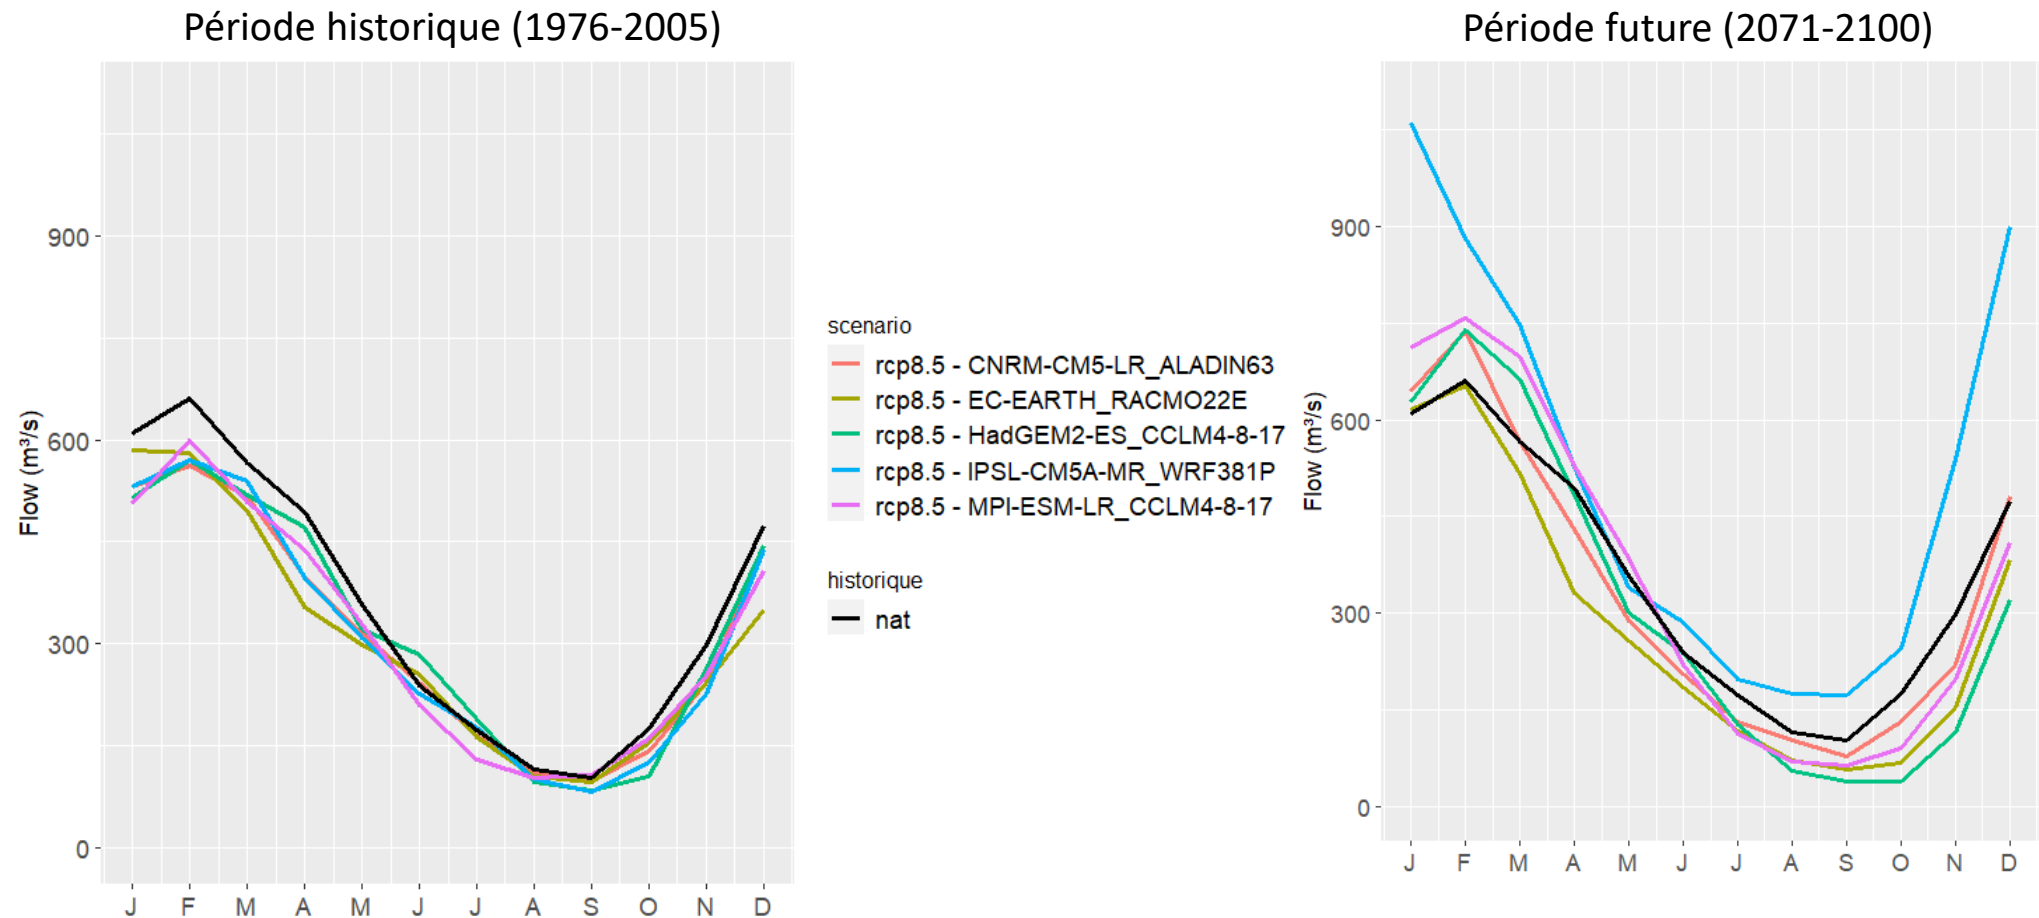 Période historique (1976-2005)
Flow (m³/s)
900
600
300
0
J F M A M J J A S O N D
scenario
rcp8.5 - CNRM-CM5-LR_ALADIN63
rcp8.5 - EC-EARTH_RACMO22E
rcp8.5 - HadGEM2-ES_CCLM4-8-17
rcp8.5 - IPSL-CM5A-MR_WRF381P
rcp8.5 - MPI-ESM-LR_CCLM4-8-17
historique
nat
Période future (2071-2100)
Flow (m³/s)
900
600
300
0
J F M A M J J A S O N D